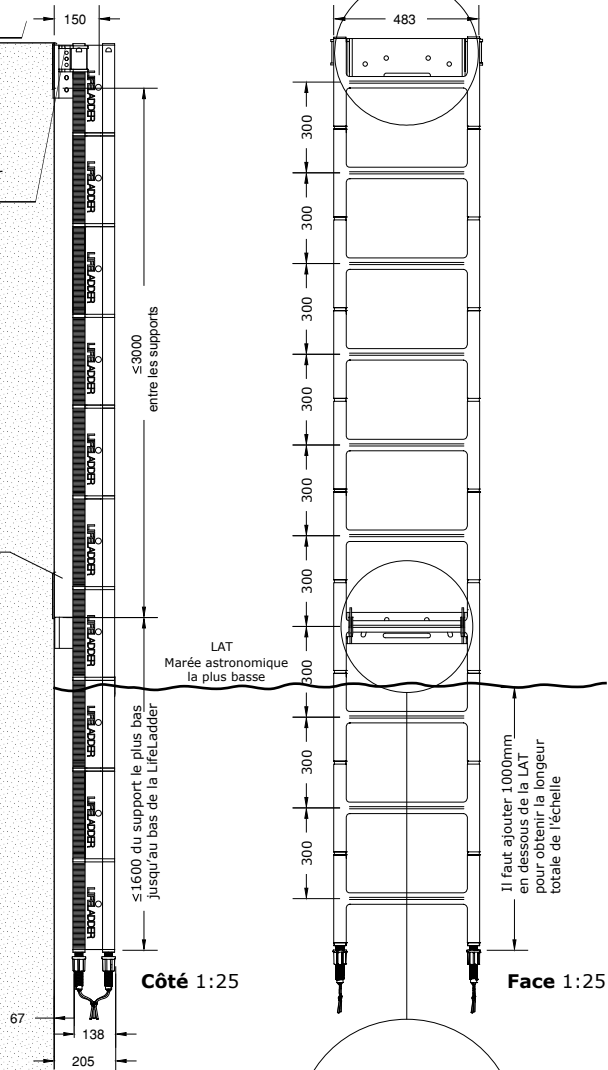 150
483
LIFELADDER
LIFELADDER
LIFELADDER
LIFELADDER
LIFELADDER
LIFELADDER
LIFELADDER
LIFELADDER
LIFELADDER
LIFELADDER
≤3000
entre les supports
≤1600 du support le plus bas
jusqu'au bas de la LifeLadder
300
300
300
300
300
300
300
300
300
LAT
Marée astronomique
la plus basse
Il faut ajouter 1000mm
en dessous de la LAT
pour obtenir la longeur
totale de l'échelle
Côté 1:25
Face 1:25
67
138
205